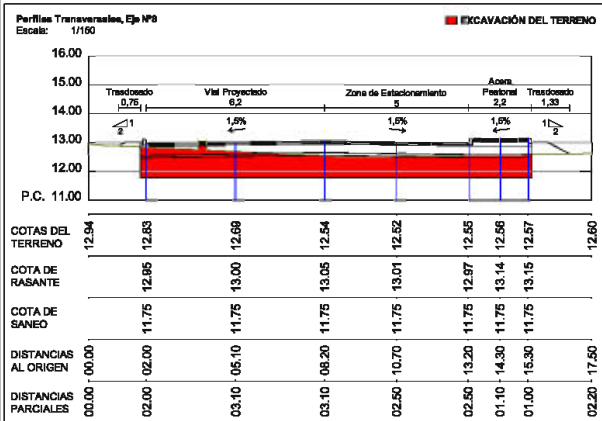 Perfiles Transversales, Eje Nº8
Escala: 1/150
EXCAVACIÓN DEL TERRENO
16.00
15.00
14.00
13.00
12.00
P.C. 11.00
Trasdosado
0,75
Vial Proyectado
6,2
Zona de Estacionamiento
5
Acera
Peatonal
2,2
Trasdosado
1,33
1
2
1,5%
1,5%
1,5%
1
2
COTAS DEL
TERRENO
12.94 12.83 12.69 12.54 12.52 12.55 12.56 12.57 12.60
COTA DE
RASANTE
12.95 13.00 13.05 13.01 12.97 13.14 13.15
COTA DE
SANEO
11.75 11.75 11.75 11.75 11.75 11.75 11.75
DISTANCIAS
AL ORIGEN
00.00 02.00 05.10 08.20 10.70 13.20 14.30 15.30 17.50
DISTANCIAS
PARCIALES
00.00 02.00 03.10 03.10 02.50 02.50 01.10 01.00 02.20